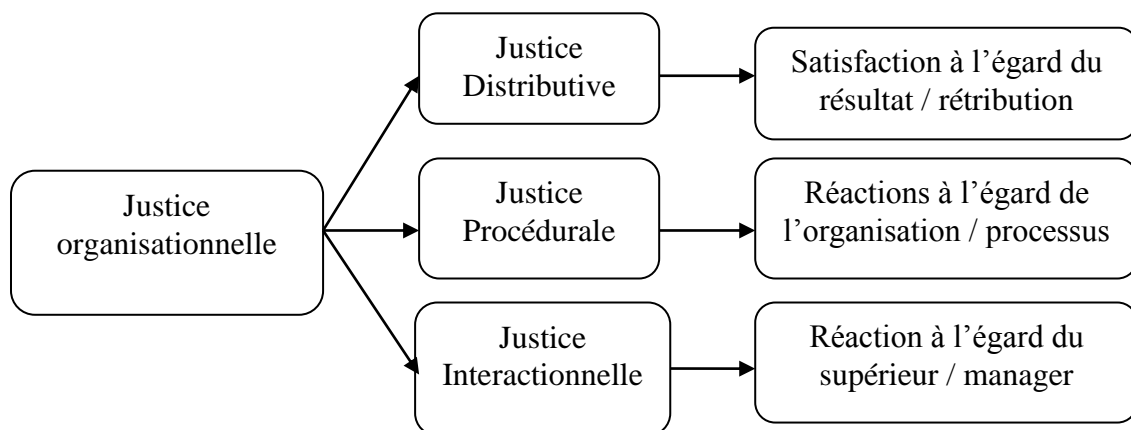 Justice
organisationnelle
Justice
Distributive
Satisfaction à l’égard du
résultat / rétribution
Justice
Procédurale
Réactions à l’égard de
l’organisation / processus
Justice
Interactionnelle
Réaction à l’égard du
supérieur / manager